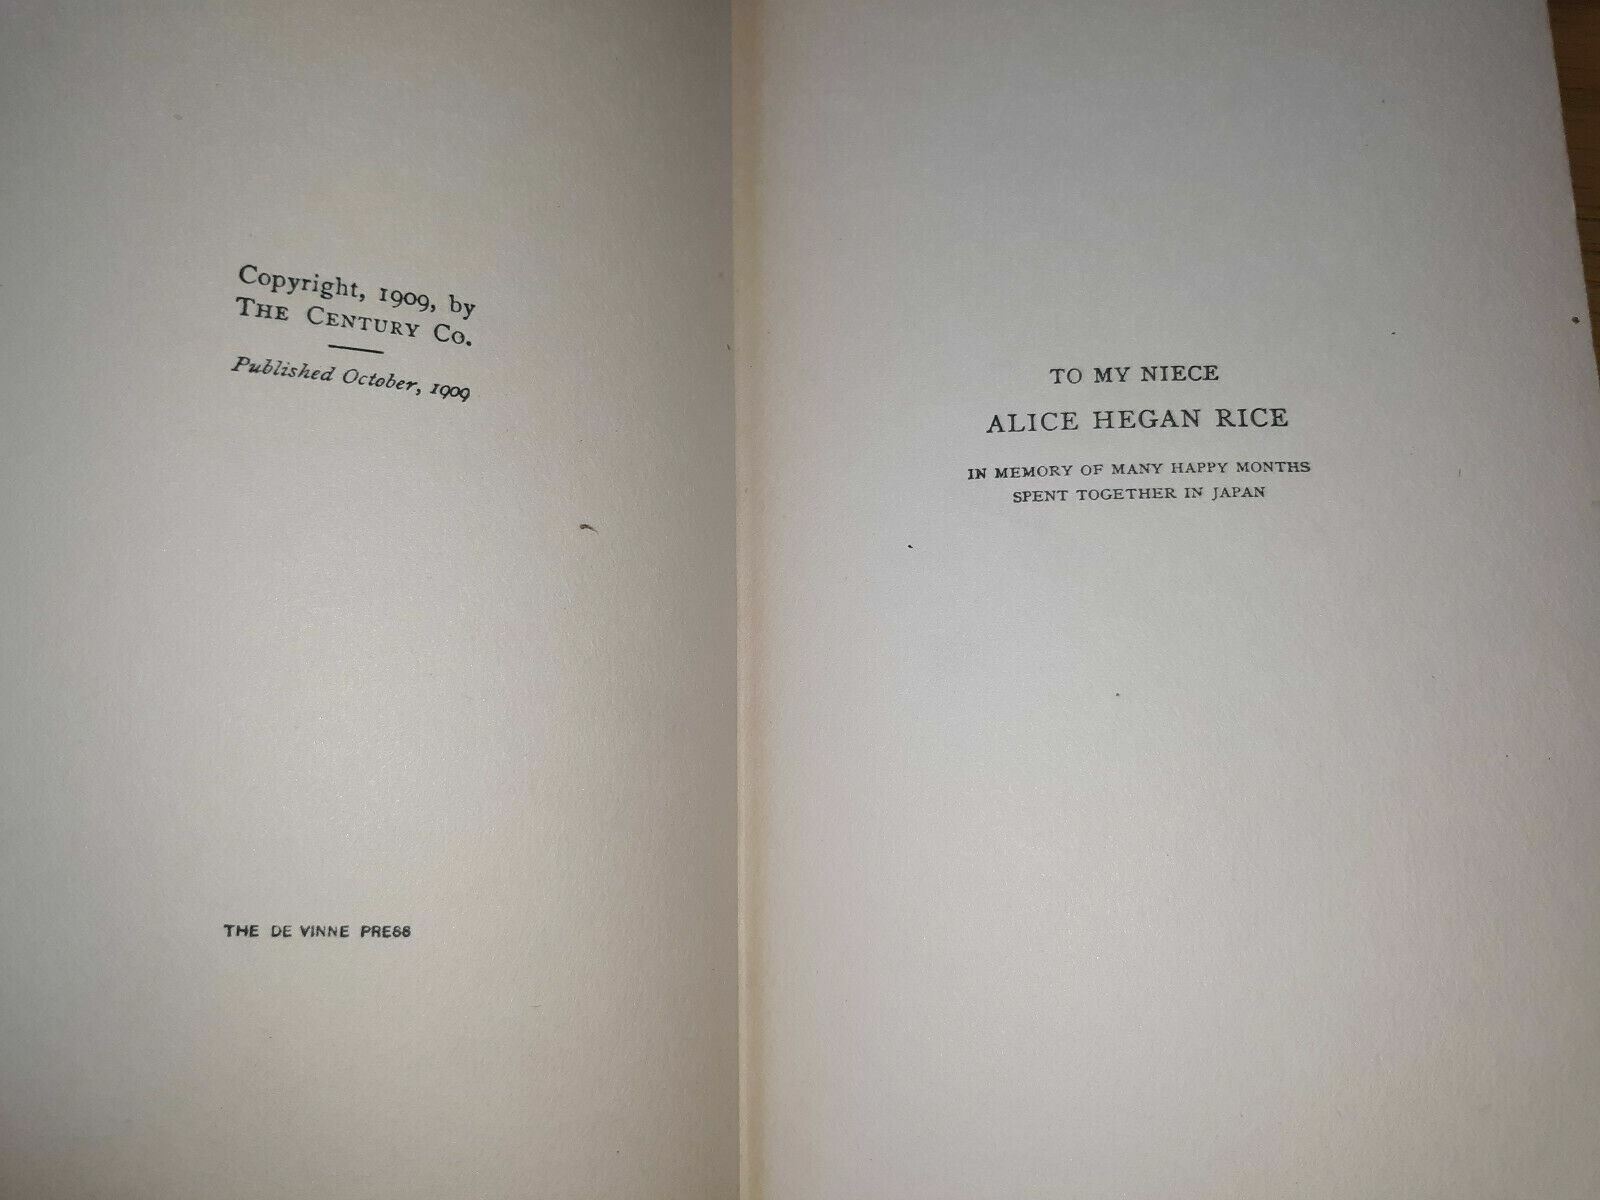 Copyright, 1909, by
THE CENTURY CO.
Published October, 1909
THE DE VINNE PRESS
TO MY NIECE
ALICE HEGAN RICE
IN MEMORY OF MANY HAPPY MONTHS
SPENT TOGETHER IN JAPAN